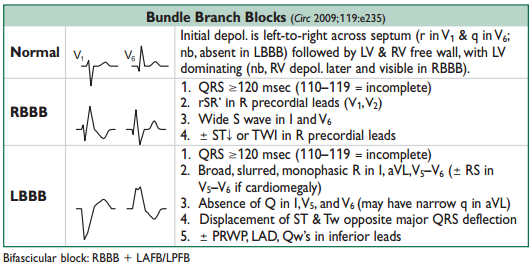 Bundle Branch Blocks (Circ 2009;119:e235)
Normal
V1 V6
Initial depol. is left-to-right across septum (r in V1 & q in V6;
nb, absent in LBBB) followed by LV & RV free wall, with LV
dominating (nb, RV depol. later and visible in RBBB).
RBBB
1. QRS ≥120 msec (110–119 = incomplete)
2. rSR' in R precordial leads (V1,V2)
3. Wide S wave in I and V6
4. ± ST↓ or TWI in R precordial leads
LBBB
1. QRS ≥120 msec (110–119 = incomplete)
2. Broad, slurred, monophasic R in I, aVL,V5–V6 (± RS in
V5–V6 if cardiomegaly)
3. Absence of Q in I,V5, and V6 (may have narrow q in aVL)
4. Displacement of ST & Tw opposite major QRS deflection
5. ± PRWP, LAD, Qw's in inferior leads
Bifascicular block: RBBB + LAFB/LPFB